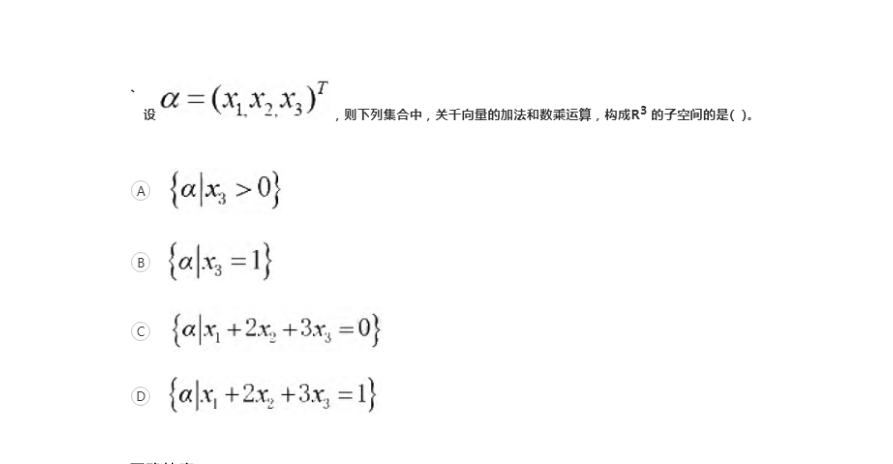 、
设 α = (x₁, x₂, x₃)ᵀ ,则下列集合中,关千向量的加法和数乘运算,构成R³ 的子空间的是( )。
A {α|x₃ > 0}
B {α|x₃ = 1}
C {α|x₁ + 2x₂ + 3x₃ = 0}
D {α|x₁ + 2x₂ + 3x₃ = 1}